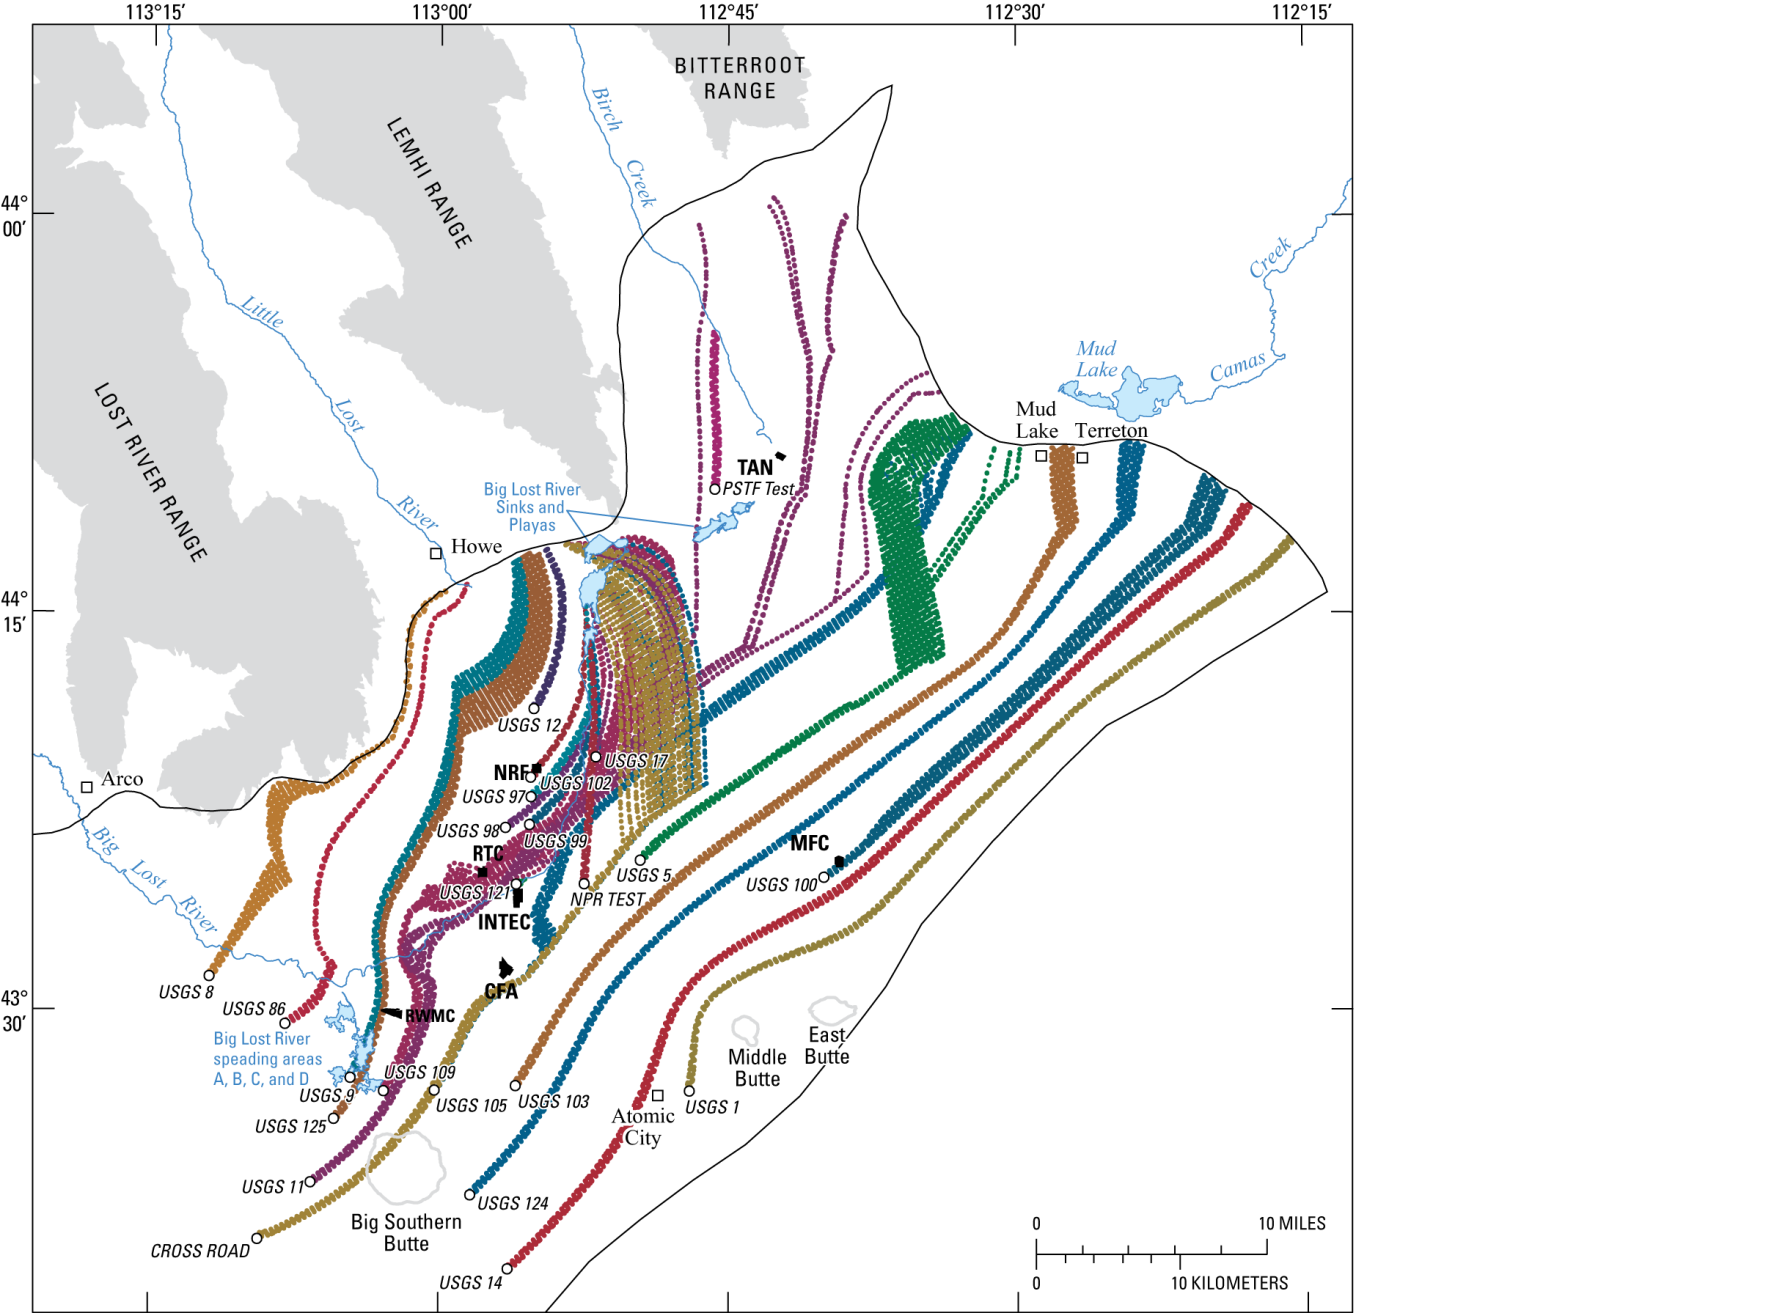 113°15′
113°00′
112°45′
112°30′
112°15′
BITTERROOT
RANGE
Birch
Creek
LEMHI RANGE
44°
00′
Creek
Little
Mud
Lake
Camas
LOST RIVER RANGE
Lost
Mud
Lake
Terreton
TAN
PSTF Test
Big Lost River
Sinks and
Playas
River
Howe
44°
15′
USGS 12
NRF
USGS 17
USGS 102
Arco
USGS 97
USGS 98
USGS 99
Big
Lost
River
RTC
MFC
USGS 5
USGS 100
USGS 121
NPR TEST
INTEC
CFA
USGS 8
43°
30′
USGS 86
RWMC
Big Lost River
speading areas
A, B, C, and D
East
Butte
Middle
Butte
USGS 109
USGS 9
USGS 105
USGS 103
USGS 1
USGS 125
Atomic
City
USGS 11
USGS 124
Big Southern
Butte
CROSS ROAD
USGS 14
0
10 MILES
0
10 KILOMETERS